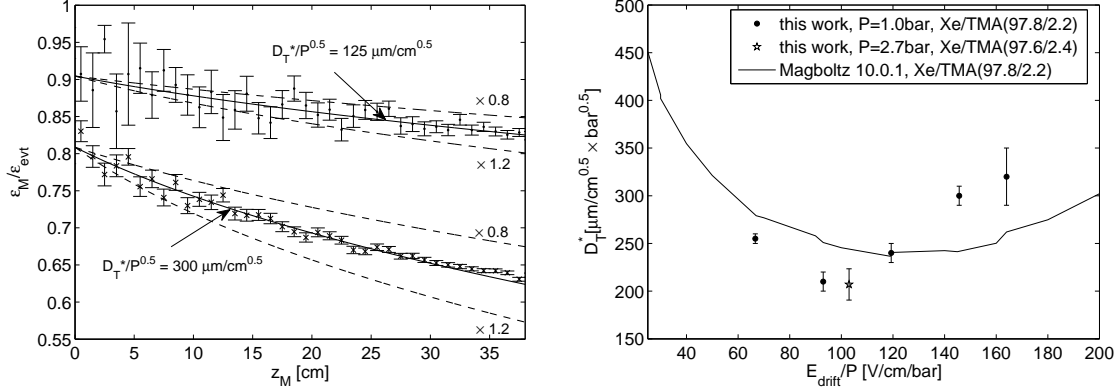 1
0.95
0.9
0.85
0.8
0.75
0.7
0.65
0.6
0.55
ε_M/ε_evt
D_T^*/P^0.5 = 125 μm/cm^0.5
× 0.8
× 1.2
× 0.8
D_T^*/P^0.5 = 300 μm/cm^0.5
× 1.2
0 5 10 15 20 25 30 35
z_M [cm]
500
450
400
350
300
250
200
150
D_T^*[μm/cm^0.5 × bar^0.5]
this work, P=1.0bar, Xe/TMA(97.8/2.2)
this work, P=2.7bar, Xe/TMA(97.6/2.4)
Magboltz 10.0.1, Xe/TMA(97.8/2.2)
40 60 80 100 120 140 160 180 200
E_drift/P [V/cm/bar]